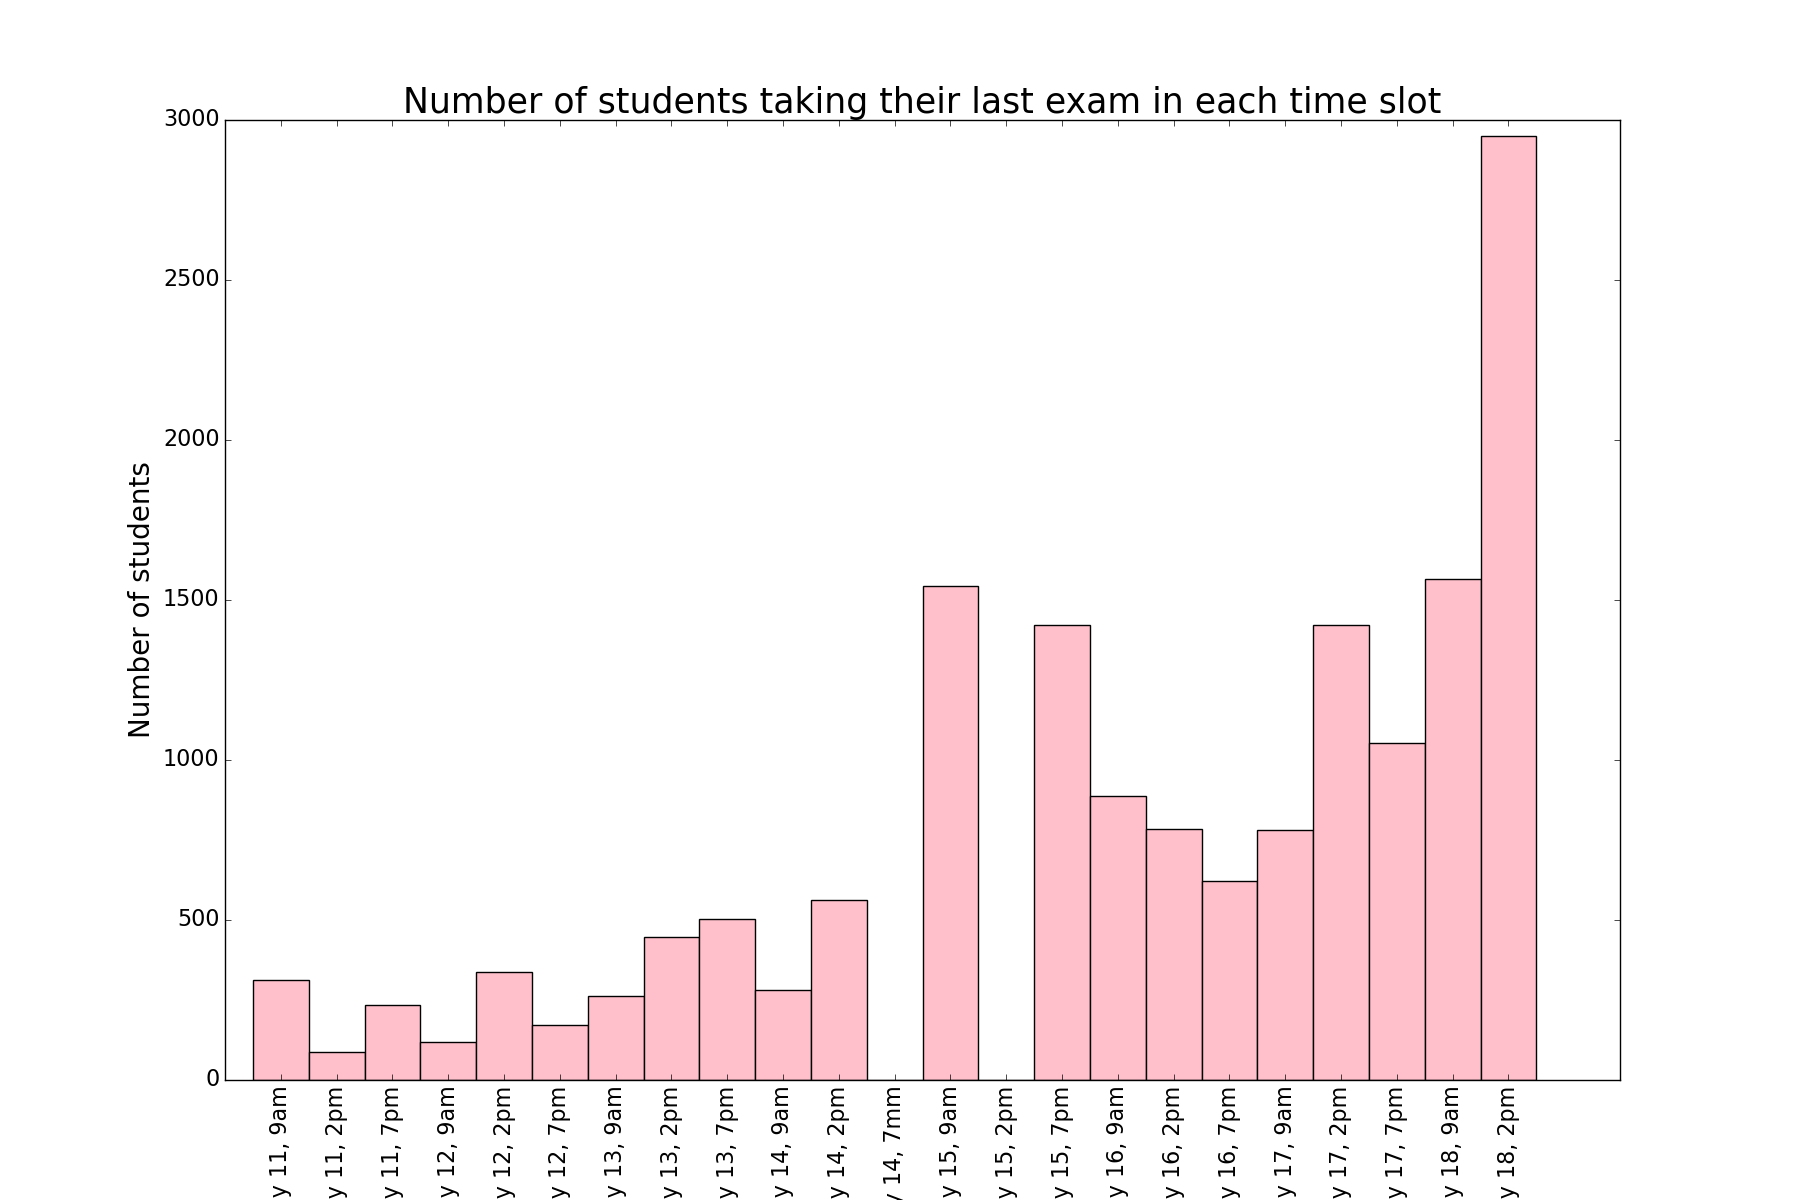 Number of students taking their last exam in each time slot
Number of students
3000
2500
2000
1500
1000
500
0
y 11, 9am
y 11, 2pm
y 11, 7pm
y 12, 9am
y 12, 2pm
y 12, 7pm
y 13, 9am
y 13, 2pm
y 13, 7pm
y 14, 9am
y 14, 2pm
y 14, 7mm
y 15, 9am
y 15, 2pm
y 15, 7pm
y 16, 9am
y 16, 2pm
y 16, 7pm
y 17, 9am
y 17, 2pm
y 17, 7pm
y 18, 9am
y 18, 2pm